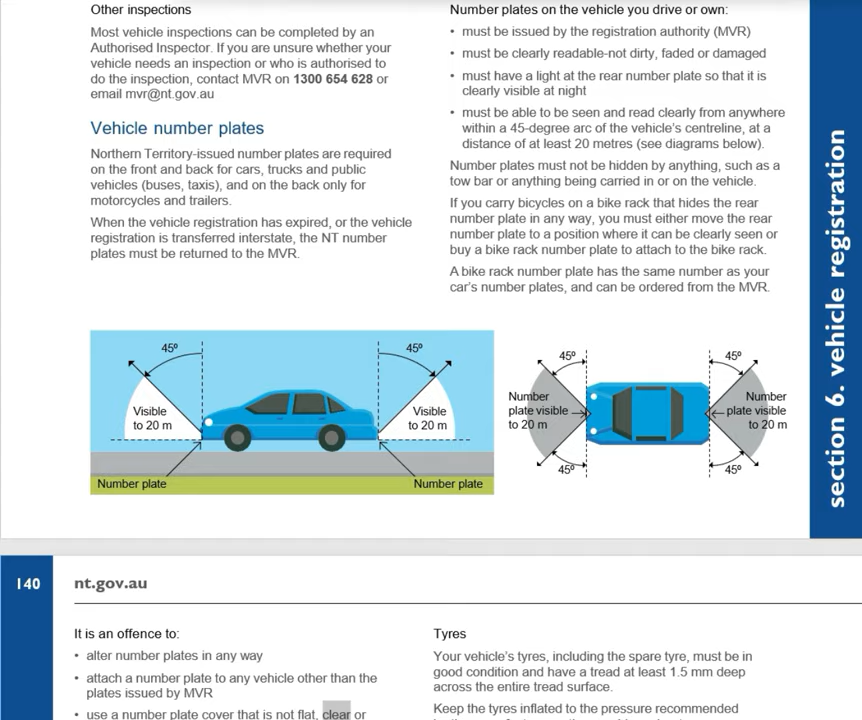 Other inspections
Most vehicle inspections can be completed by an
Authorised Inspector. If you are unsure whether your
vehicle needs an inspection or who is authorised to
do the inspection, contact MVR on 1300 654 628 or
email mvr@nt.gov.au
Vehicle number plates
Northern Territory-issued number plates are required
on the front and back for cars, trucks and public
vehicles (buses, taxis), and on the back only for
motorcycles and trailers.
When the vehicle registration has expired, or the vehicle
registration is transferred interstate, the NT number
plates must be returned to the MVR.
Number plates on the vehicle you drive or own:
• must be issued by the registration authority (MVR)
• must be clearly readable-not dirty, faded or damaged
• must have a light at the rear number plate so that it is
clearly visible at night
• must be able to be seen and read clearly from anywhere
within a 45-degree arc of the vehicle's centreline, at a
distance of at least 20 metres (see diagrams below).
Number plates must not be hidden by anything, such as a
tow bar or anything being carried in or on the vehicle.
If you carry bicycles on a bike rack that hides the rear
number plate in any way, you must either move the rear
number plate to a position where it can be clearly seen or
buy a bike rack number plate to attach to the bike rack.
A bike rack number plate has the same number as your
car's number plates, and can be ordered from the MVR.
45º
45º
Visible
to 20 m
Visible
to 20 m
Number plate
Number plate
45º
45º
Number
plate visible
to 20 m
Number
plate visible
to 20 m
45º
45º
section 6. vehicle registration
140
nt.gov.au
It is an offence to:
• alter number plates in any way
• attach a number plate to any vehicle other than the
plates issued by MVR
• use a number plate cover that is not flat, clear or
Tyres
Your vehicle's tyres, including the spare tyre, must be in
good condition and have a tread at least 1.5 mm deep
across the entire tread surface.
Keep the tyres inflated to the pressure recommended